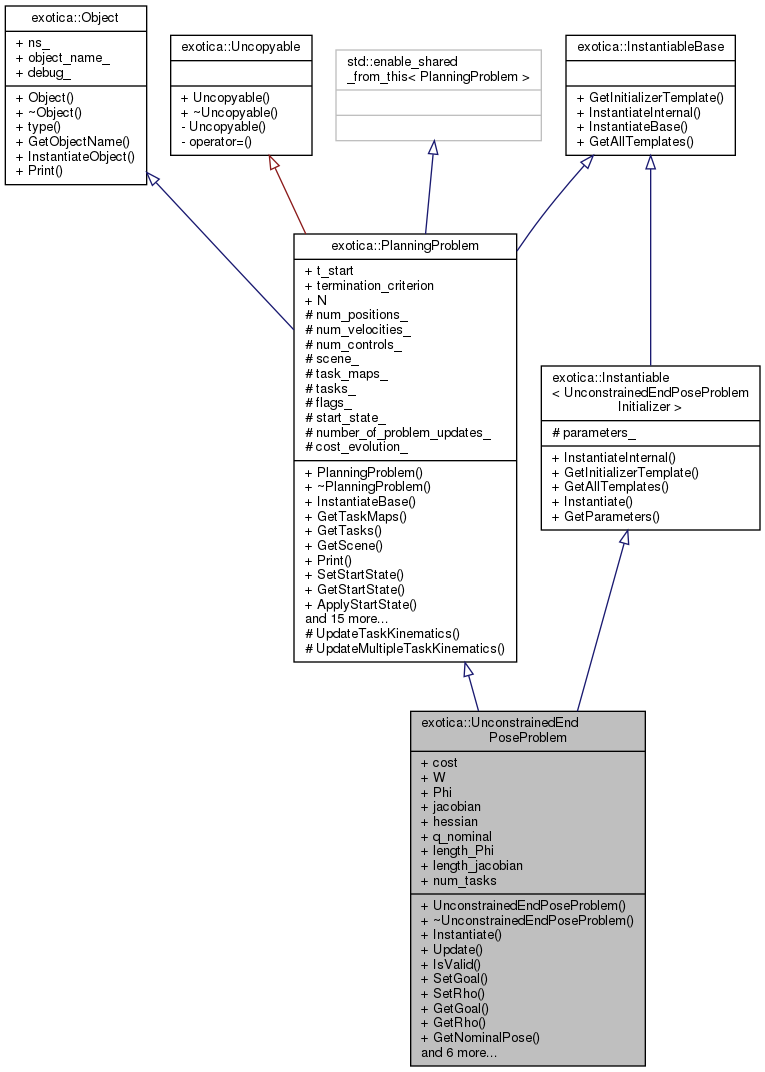 exotica::Object
+ ns_
+ object_name_
+ debug_
+ Object()
+ ~Object()
+ type()
+ GetObjectName()
+ InstantiateObject()
+ Print()
exotica::Uncopyable
+ Uncopyable()
+ ~Uncopyable()
- Uncopyable()
- operator=()
std::enable_shared
_from_this< PlanningProblem >
exotica::InstantiableBase
+ GetInitializerTemplate()
+ InstantiateInternal()
+ InstantiateBase()
+ GetAllTemplates()
exotica::PlanningProblem
+ t_start
+ termination_criterion
+ N
# num_positions_
# num_velocities_
# num_controls_
# scene_
# task_maps_
# tasks_
# flags_
# start_state_
# number_of_problem_updates_
# cost_evolution_
+ PlanningProblem()
+ ~PlanningProblem()
+ InstantiateBase()
+ GetTaskMaps()
+ GetTasks()
+ GetScene()
+ Print()
+ SetStartState()
+ GetStartState()
+ ApplyStartState()
and 15 more...
# UpdateTaskKinematics()
# UpdateMultipleTaskKinematics()
exotica::Instantiable
< UnconstrainedEndPoseProblem
Initializer >
# parameters_
+ InstantiateInternal()
+ GetInitializerTemplate()
+ GetAllTemplates()
+ Instantiate()
+ GetParameters()
exotica::UnconstrainedEnd
PoseProblem
+ cost
+ W
+ Phi
+ jacobian
+ hessian
+ q_nominal
+ length_Phi
+ length_jacobian
+ num_tasks
+ UnconstrainedEndPoseProblem()
+ ~UnconstrainedEndPoseProblem()
+ Instantiate()
+ Update()
+ IsValid()
+ SetGoal()
+ SetRho()
+ GetGoal()
+ GetRho()
+ GetNominalPose()
and 6 more...